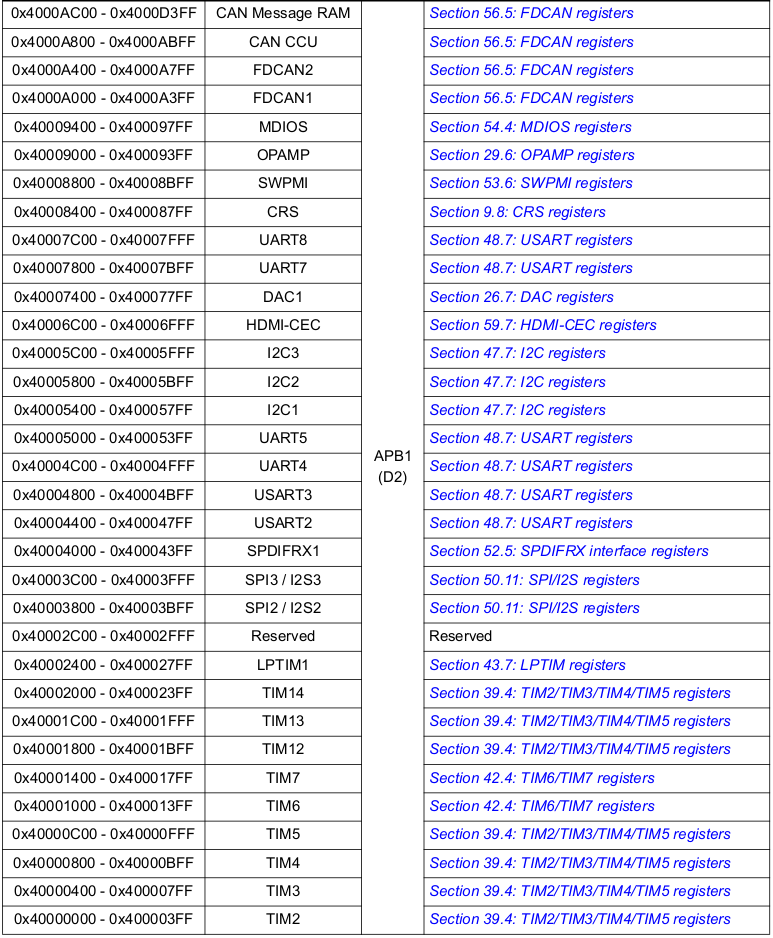 0x4000AC00 - 0x4000D3FF CAN Message RAM Section 56.5: FDCAN registers
0x4000A800 - 0x4000ABFF CAN CCU Section 56.5: FDCAN registers
0x4000A400 - 0x4000A7FF FDCAN2 Section 56.5: FDCAN registers
0x4000A000 - 0x4000A3FF FDCAN1 Section 56.5: FDCAN registers
0x40009400 - 0x400097FF MDIOS Section 54.4: MDIOS registers
0x40009000 - 0x400093FF OPAMP Section 29.6: OPAMP registers
0x40008800 - 0x40008BFF SWPMI Section 53.6: SWPMI registers
0x40008400 - 0x400087FF CRS Section 9.8: CRS registers
0x40007C00 - 0x40007FFF UART8 Section 48.7: USART registers
0x40007800 - 0x40007BFF UART7 Section 48.7: USART registers
0x40007400 - 0x400077FF DAC1 Section 26.7: DAC registers
0x40006C00 - 0x40006FFF HDMI-CEC Section 59.7: HDMI-CEC registers
0x40005C00 - 0x40005FFF I2C3 Section 47.7: I2C registers
0x40005800 - 0x40005BFF I2C2 Section 47.7: I2C registers
0x40005400 - 0x400057FF I2C1 Section 47.7: I2C registers
0x40005000 - 0x400053FF UART5 Section 48.7: USART registers
APB1
0x40004C00 - 0x40004FFF UART4 Section 48.7: USART registers
(D2)
0x40004800 - 0x40004BFF USART3 Section 48.7: USART registers
0x40004400 - 0x400047FF USART2 Section 48.7: USART registers
0x40004000 - 0x400043FF SPDIFRX1 Section 52.5: SPDIFRX interface registers
0x40003C00 - 0x40003FFF SPI3 / I2S3 Section 50.11: SPI/I2S registers
0x40003800 - 0x40003BFF SPI2 / I2S2 Section 50.11: SPI/I2S registers
0x40002C00 - 0x40002FFF Reserved Reserved
0x40002400 - 0x400027FF LPTIM1 Section 43.7: LPTIM registers
0x40002000 - 0x400023FF TIM14 Section 39.4: TIM2/TIM3/TIM4/TIM5 registers
0x40001C00 - 0x40001FFF TIM13 Section 39.4: TIM2/TIM3/TIM4/TIM5 registers
0x40001800 - 0x40001BFF TIM12 Section 39.4: TIM2/TIM3/TIM4/TIM5 registers
0x40001400 - 0x400017FF TIM7 Section 42.4: TIM6/TIM7 registers
0x40001000 - 0x400013FF TIM6 Section 42.4: TIM6/TIM7 registers
0x40000C00 - 0x40000FFF TIM5 Section 39.4: TIM2/TIM3/TIM4/TIM5 registers
0x40000800 - 0x40000BFF TIM4 Section 39.4: TIM2/TIM3/TIM4/TIM5 registers
0x40000400 - 0x400007FF TIM3 Section 39.4: TIM2/TIM3/TIM4/TIM5 registers
0x40000000 - 0x400003FF TIM2 Section 39.4: TIM2/TIM3/TIM4/TIM5 registers